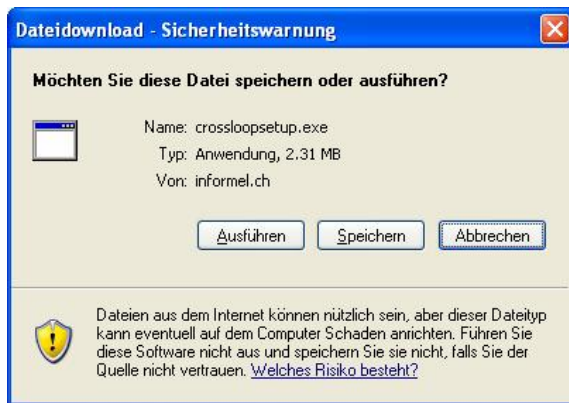 Dateidownload - Sicherheitswarnung
Möchten Sie diese Datei speichern oder ausführen?
Name: crossloopsetup.exe
Typ: Anwendung, 2.31 MB
Von: informel.ch
Ausführen Speichern Abbrechen
Dateien aus dem Internet können nützlich sein, aber dieser Dateityp
kann eventuell auf dem Computer Schaden anrichten. Führen Sie
diese Software nicht aus und speichern Sie sie nicht, falls Sie der
Quelle nicht vertrauen. Welches Risiko besteht?